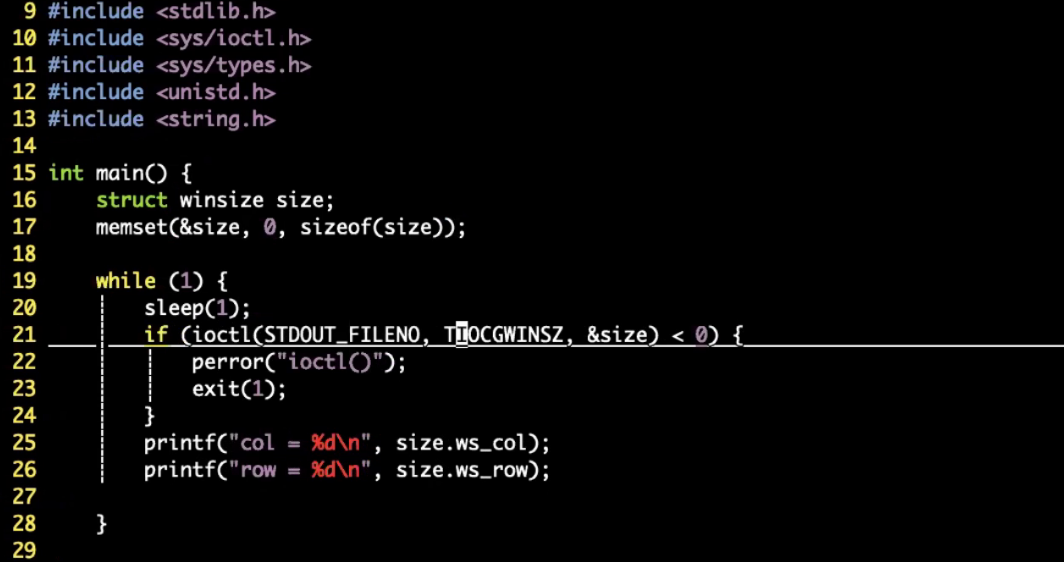 9 #include <stdlib.h>
10 #include <sys/ioctl.h>
11 #include <sys/types.h>
12 #include <unistd.h>
13 #include <string.h>
14
15 int main() {
16     struct winsize size;
17     memset(&size, 0, sizeof(size));
18
19     while (1) {
20         sleep(1);
21         if (ioctl(STDOUT_FILENO, TIOCGWINSZ, &size) < 0) {
22             perror("ioctl()");
23             exit(1);
24         }
25         printf("col = %d\n", size.ws_col);
26         printf("row = %d\n", size.ws_row);
27
28     }
29